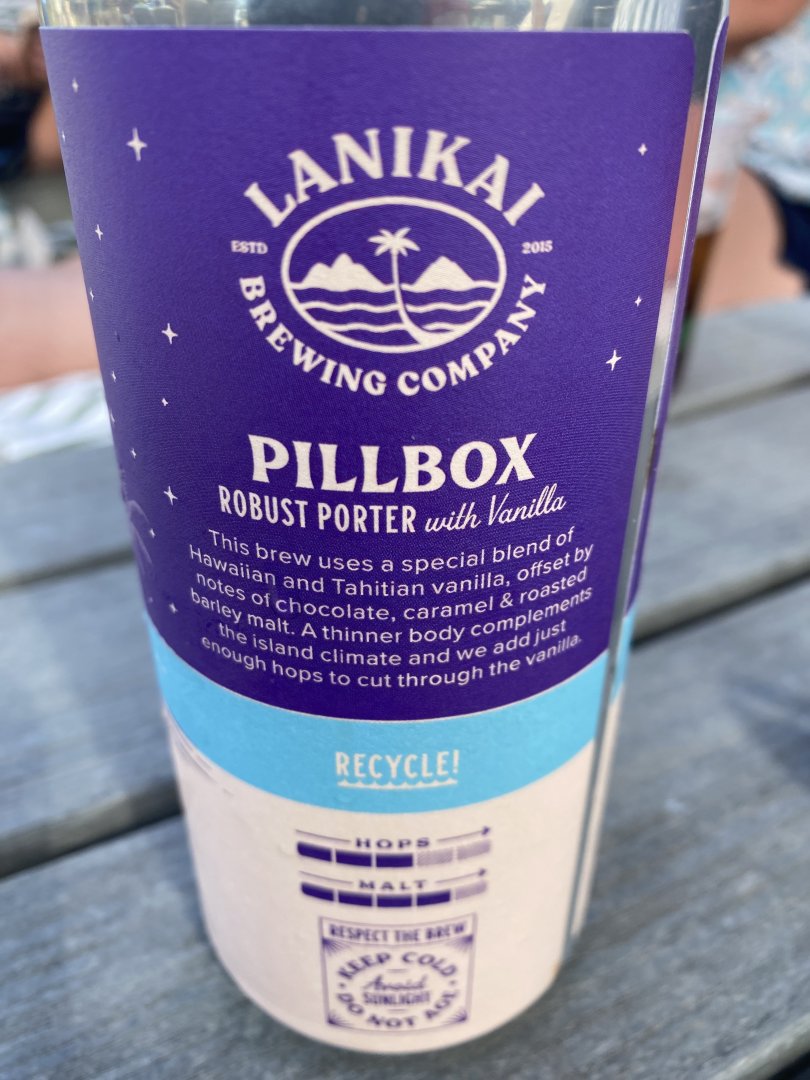 LANIKAI
ESTD 2015
BREWING COMPANY
PILLBOX
ROBUST PORTER with Vanilla
This brew uses a special blend of
Hawaiian and Tahitian vanilla, offset by
notes of chocolate, caramel & roasted
barley malt. A thinner body complements
the island climate and we add just
enough hops to cut through the vanilla.
RECYCLE!
HOPS
MALT
RESPECT THE BREW
KEEP COLD
Avoid
SUNLIGHT
DO NOT AGE